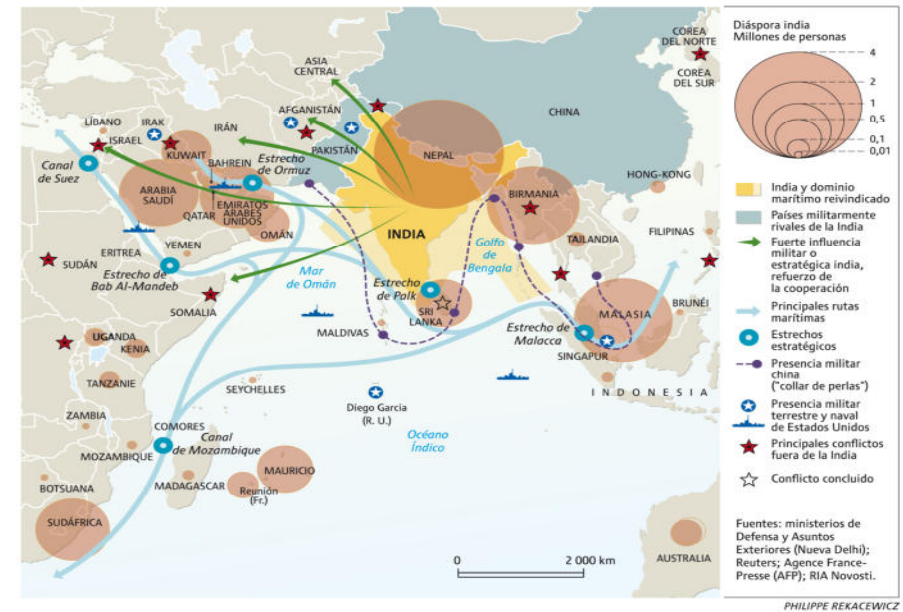 COREA
DEL NORTE
COREA
DEL SUR
ASIA
CENTRAL
CHINA
AFGANISTÁN
LÍBANO
IRAK
IRÁN
ISRAEL
PAKISTÁN
KUWAIT
NEPAL
BAHREIN
Estrecho
de Ormuz
Canal
de Suez
HONG-KONG
ARABIA
SAUDÍ
BIRMANIA
QATAR
EMIRATOS
ÁRABES
UNIDOS
OMÁN
INDIA
TAILANDIA
FILIPINAS
YEMEN
ERITREA
Golfo
de
Bengala
SUDÁN
Estrecho de
Bab Al-Mandeb
Mar
de Omán
Estrecho
de Palk
SOMALIA
SRI
LANKA
BRUNÉI
MALASIA
MALDIVAS
Estrecho de
Malacca
UGANDA
KENIA
SINGAPUR
TANZANIE
SEYCHELLES
INDONESIA
Diego Garcia
(R. U.)
ZAMBIA
COMORES
Canal
de Mozambique
Océano
Índico
MOZAMBIQUE
MAURICIO
BOTSUANA
MADAGASCAR
Reunión
(Fr.)
SUDÁFRICA
0
2 000 km
AUSTRALIA
Diáspora india
Millones de personas
4
2
1
0,5
0,1
0,01
India y dominio
marítimo reivindicado
Países militarmente
rivales de la India
Fuerte influencia
militar o
estratégica india,
refuerzo de
la cooperación
Principales rutas
marítimas
Estrechos
estratégicos
Presencia militar
china
("collar de perlas")
Presencia militar
terrestre y naval
de Estados Unidos
Principales conflictos
fuera de la India
Conflicto concluido
Fuentes: ministerios de
Defensa y Asuntos
Exteriores (Nueva Delhi);
Reuters; Agence France-
Presse (AFP); RIA Novosti.
PHILIPPE REKACEWICZ